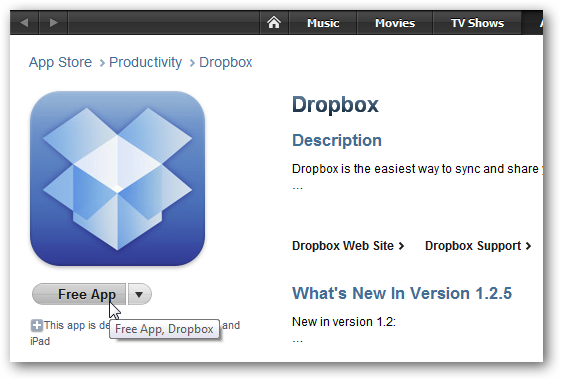 Music Movies TV Shows A
App Store Productivity Dropbox
Dropbox
Description
Dropbox is the easiest way to sync and share
...
Dropbox Web Site Dropbox Support
Free App
What's New In Version 1.2.5
This app is de
Free App, Dropbox
and
iPad
New in version 1.2:
...